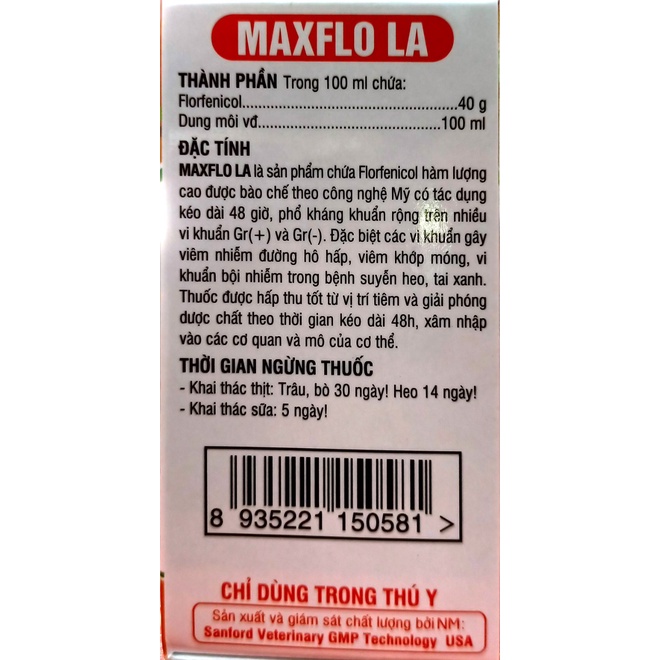 MAXFLO LA
THÀNH PHẦN Trong 100 ml chứa:
Florfenicol....................................................40 g
Dung môi vđ............................................100 ml
ĐẶC TÍNH
MAXFLO LA là sản phẩm chứa Florfenicol hàm lượng
cao được bào chế theo công nghệ Mỹ có tác dụng
kéo dài 48 giờ, phổ kháng khuẩn rộng trên nhiều
vi khuẩn Gr(+) và Gr(-). Đặc biệt các vi khuẩn gây
viêm nhiễm đường hô hấp, viêm khớp móng, vi
khuẩn bội nhiễm trong bệnh suyễn heo, tai xanh.
Thuốc được hấp thu tốt từ vị trí tiêm và giải phóng
dược chất theo thời gian kéo dài 48h, xâm nhập
vào các cơ quan và mô của cơ thể.
THỜI GIAN NGỪNG THUỐC
- Khai thác thịt: Trâu, bò 30 ngày! Heo 14 ngày!
- Khai thác sữa: 5 ngày!
8 935221 150581 >
CHỈ DÙNG TRONG THÚ Y
Sản xuất và giám sát chất lượng bởi NM:
Sanford Veterinary GMP Technology USA